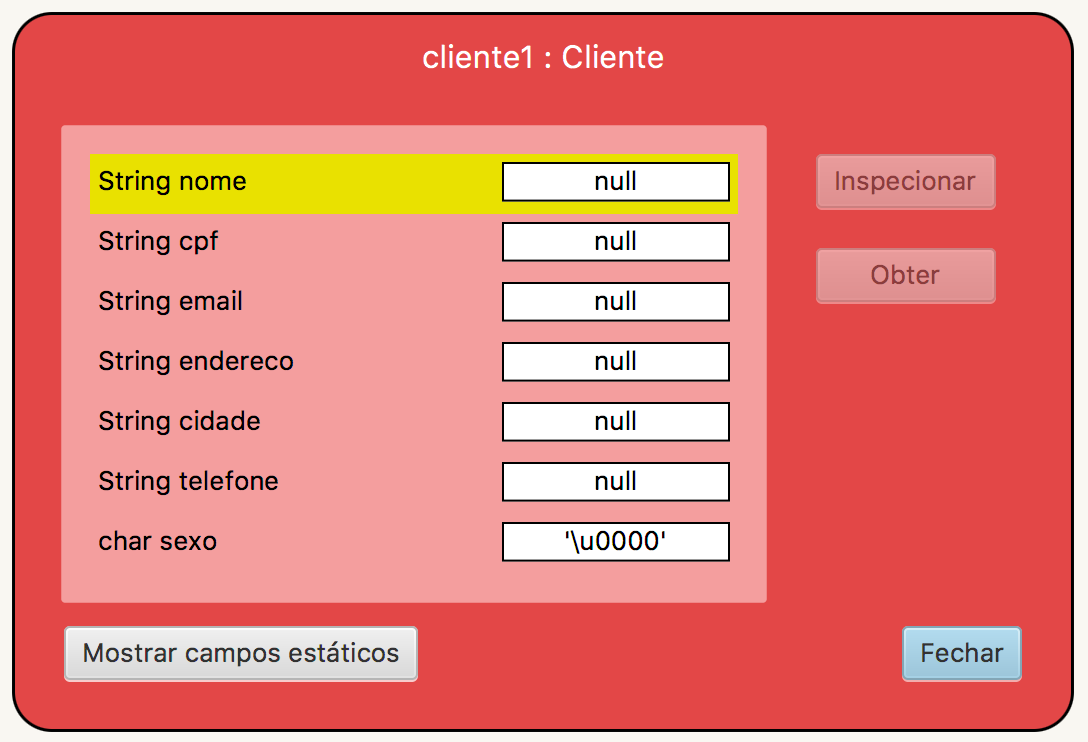 cliente1 : Cliente
String nome null
Inspecionar
String cpf null
Obter
String email null
String endereco null
String cidade null
String telefone null
char sexo '\u0000'
Mostrar campos estáticos
Fechar